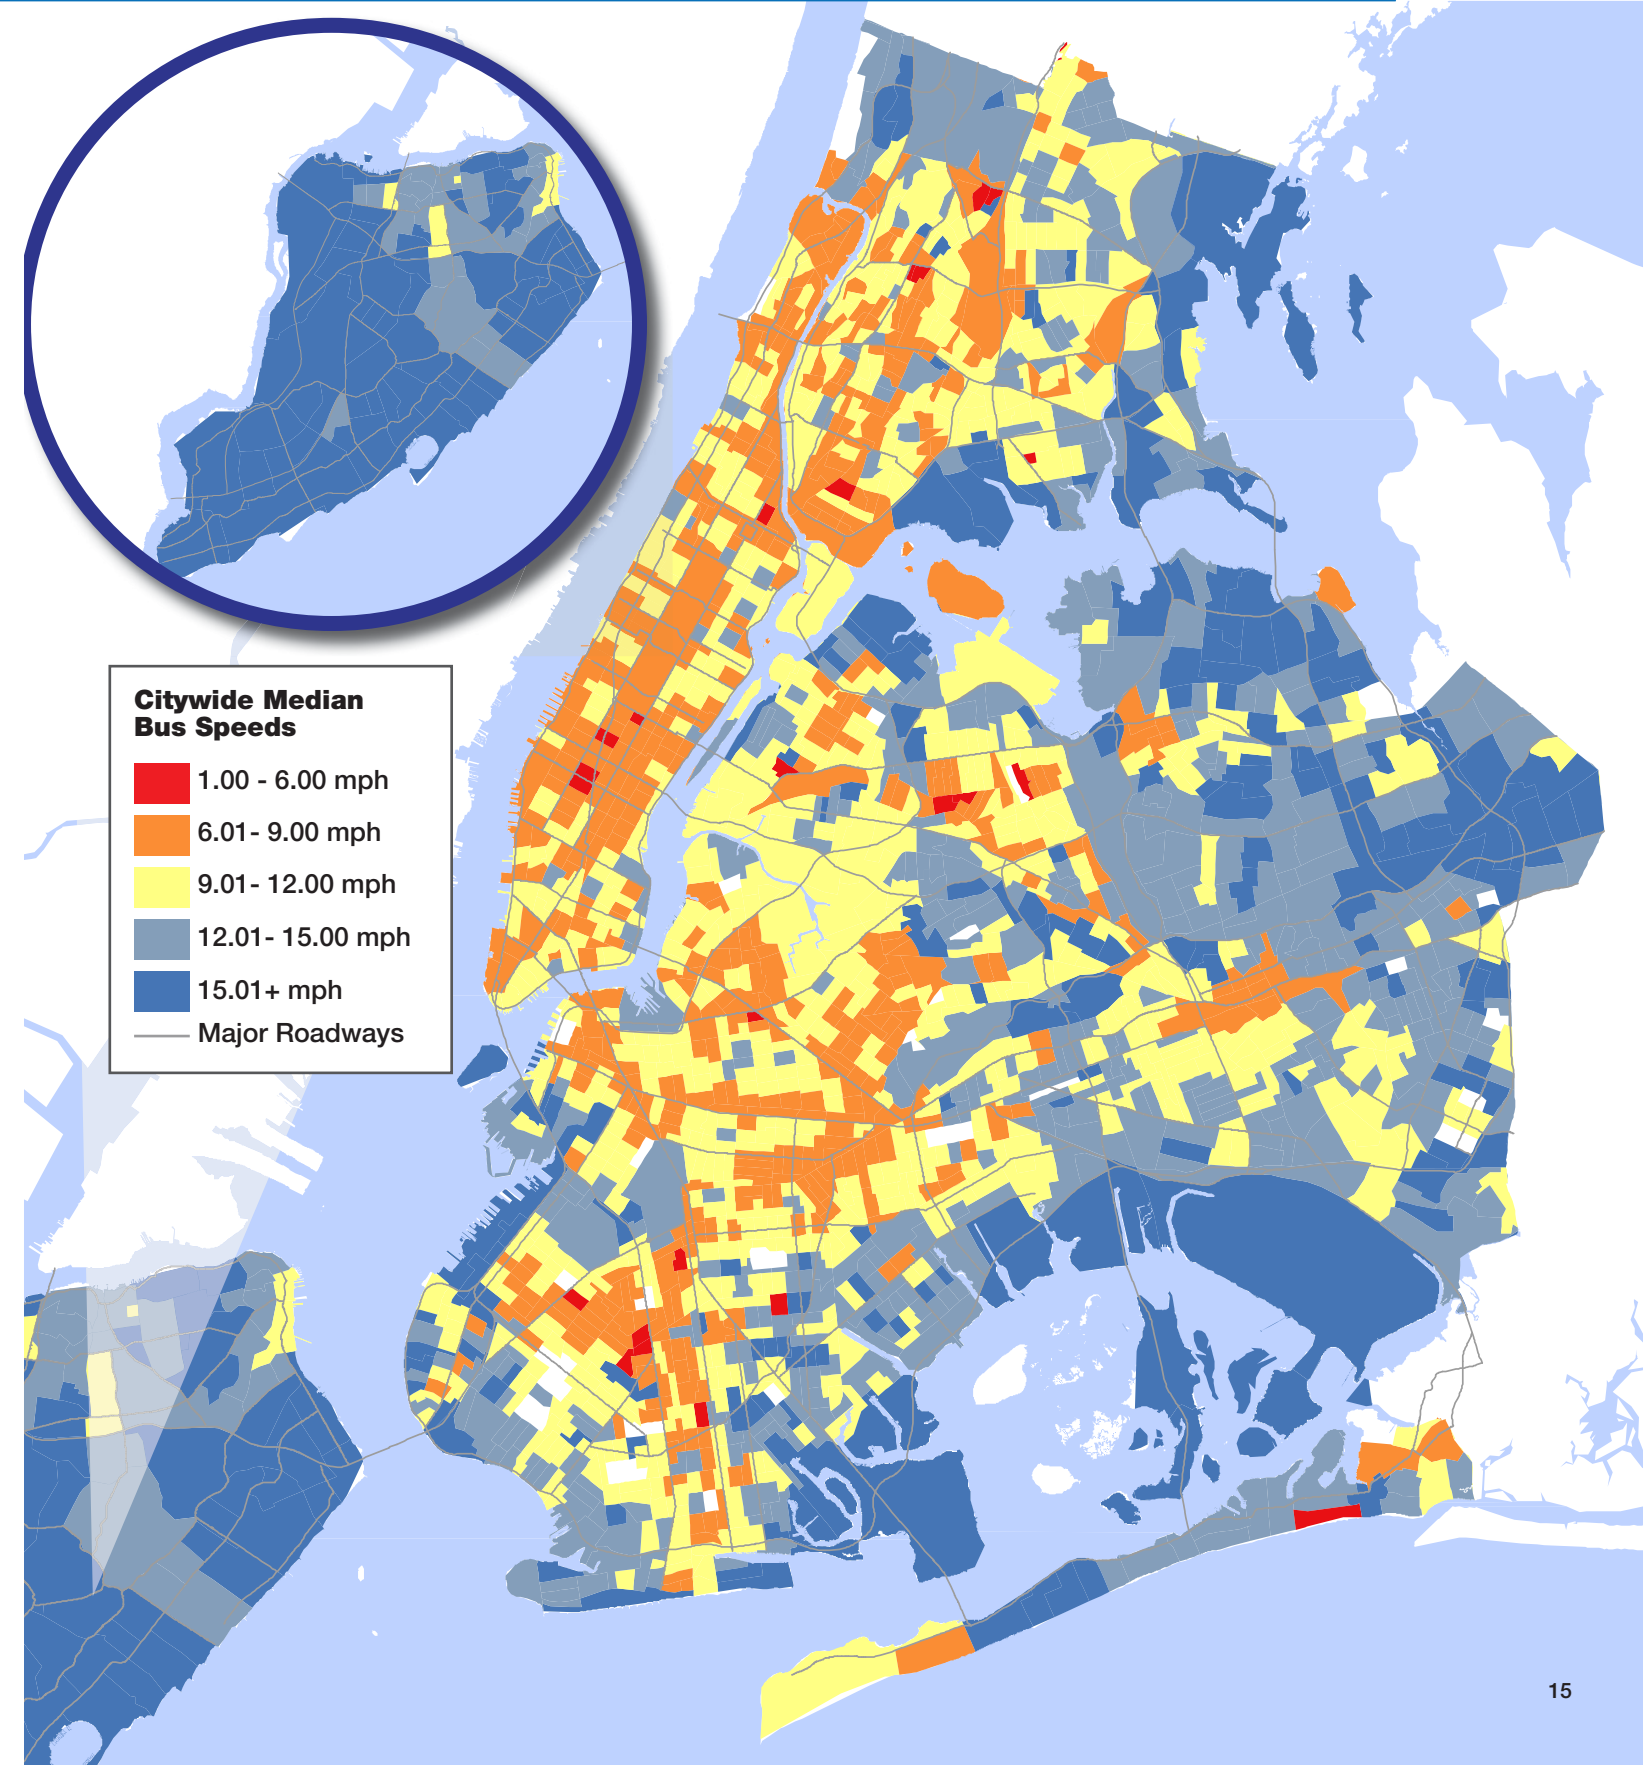 Citywide Median
Bus Speeds
1.00 - 6.00 mph
6.01- 9.00 mph
9.01- 12.00 mph
12.01- 15.00 mph
15.01+ mph
Major Roadways
15